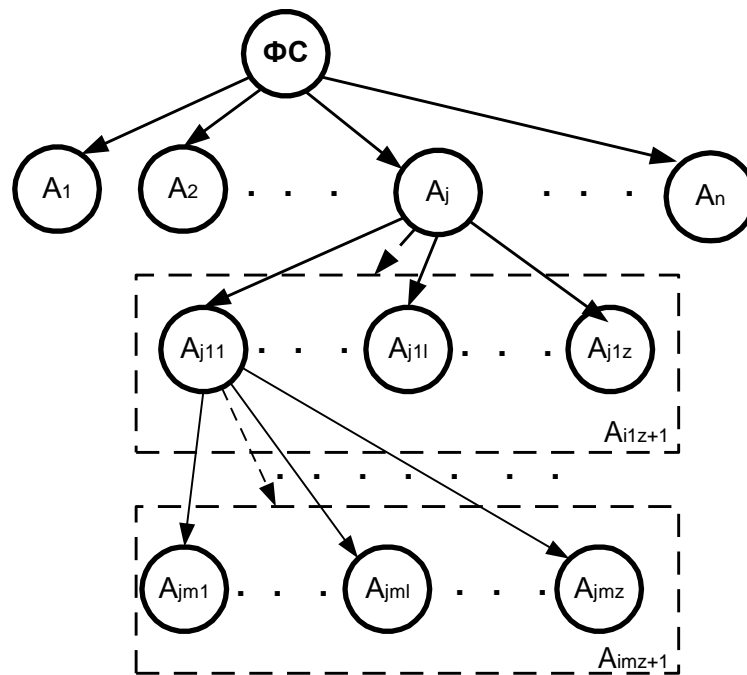 ФС
A1 A2 . . . Aj . . . An
Aj11 . . . Aj1l . . . Aj1z
Ai1z+1
. . . . . . .
Ajm1 . . . Ajml . . . Ajmz
Aimz+1